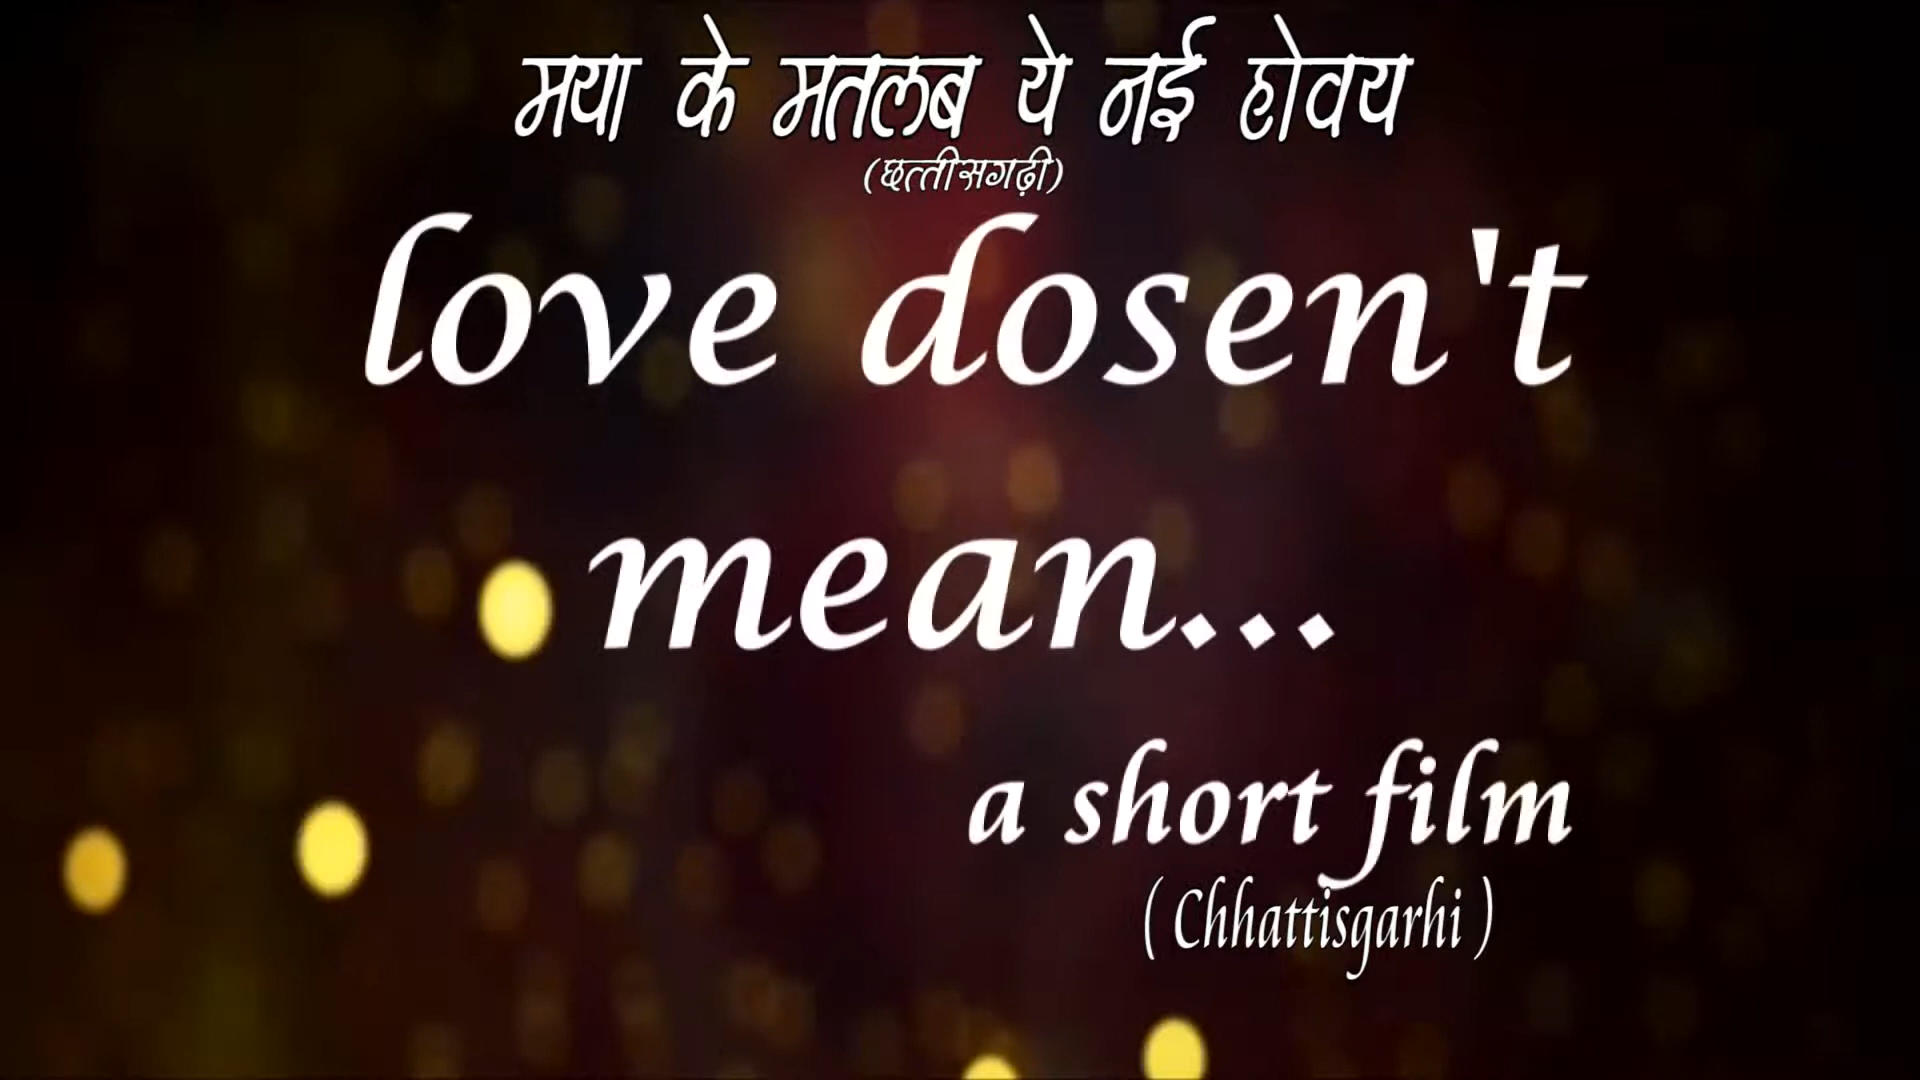 मया के मतलब ये नई होवय
(छत्तीसगढ़ी)
love dosen't
mean...
a short film
( Chhattisgarhi )